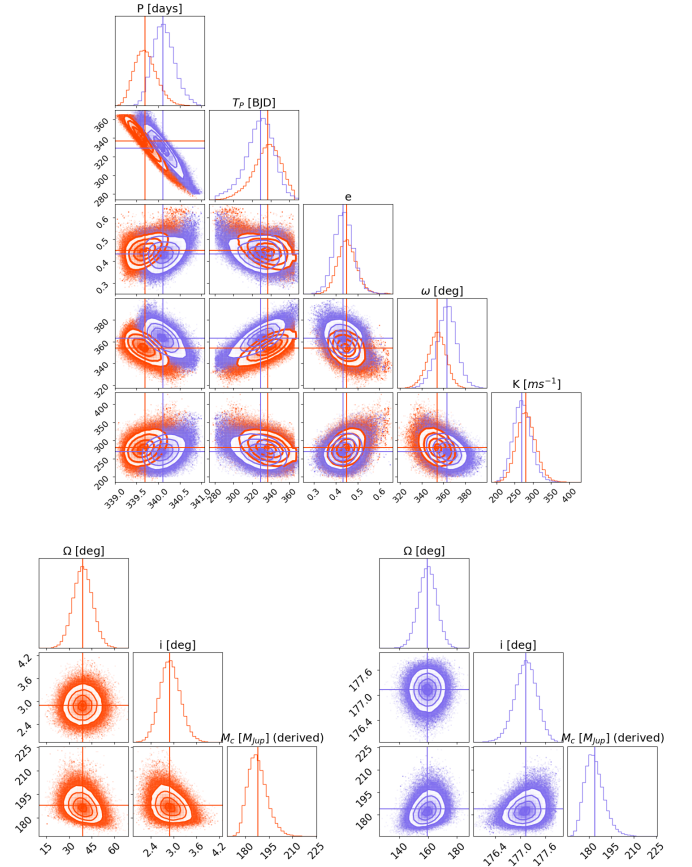 P [days]
360
340
320
300
280
T_P [BJD]
0.6
0.5
0.4
0.3
e
380
360
340
320
ω [deg]
400
350
300
250
200
K [ms⁻¹]
339.0 339.5 340.0 340.5 341.0 280 300 320 340 360 0.3 0.4 0.5 0.6 320 340 360 380 200 250 300 350 400
Ω [deg] Ω [deg]
4.2
3.6
3.0
2.4
i [deg]
177.6
177.0
176.4
i [deg]
225
210
195
180
M_c [M_Jup] (derived)
225
210
195
180
M_c [M_Jup] (derived)
15 30 45 60 2.4 3.0 3.6 4.2 180 195 210 225 140 160 180 176.4 177.0 177.6 180 195 210 225